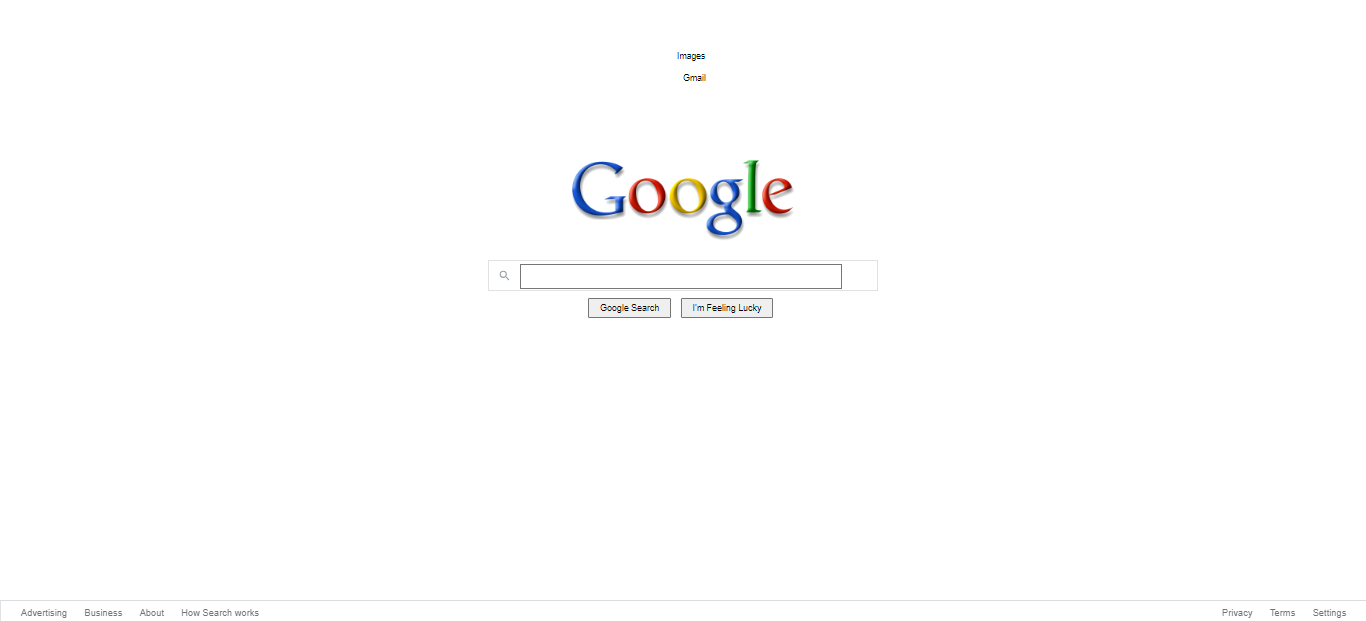 Images
Gmail
Google
Google Search I'm Feeling Lucky
Advertising Business About How Search works Privacy Terms Settings